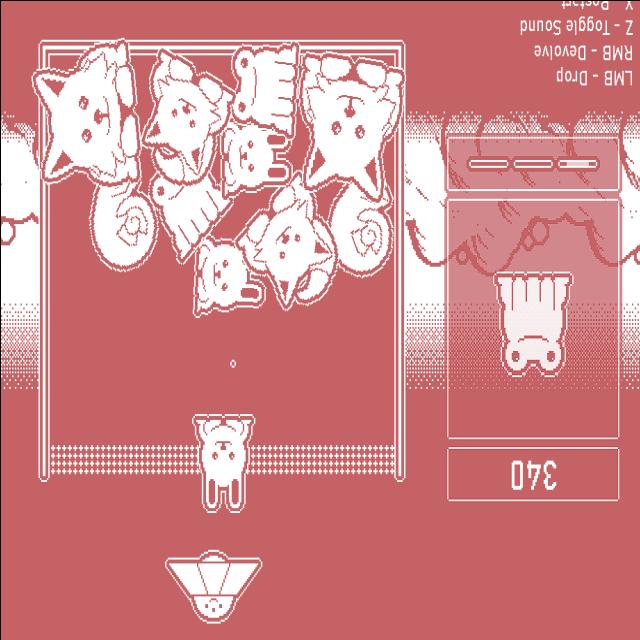 340
LMB - Drop
RMB - Devolve
Z - Toggle Sound
X - Restart